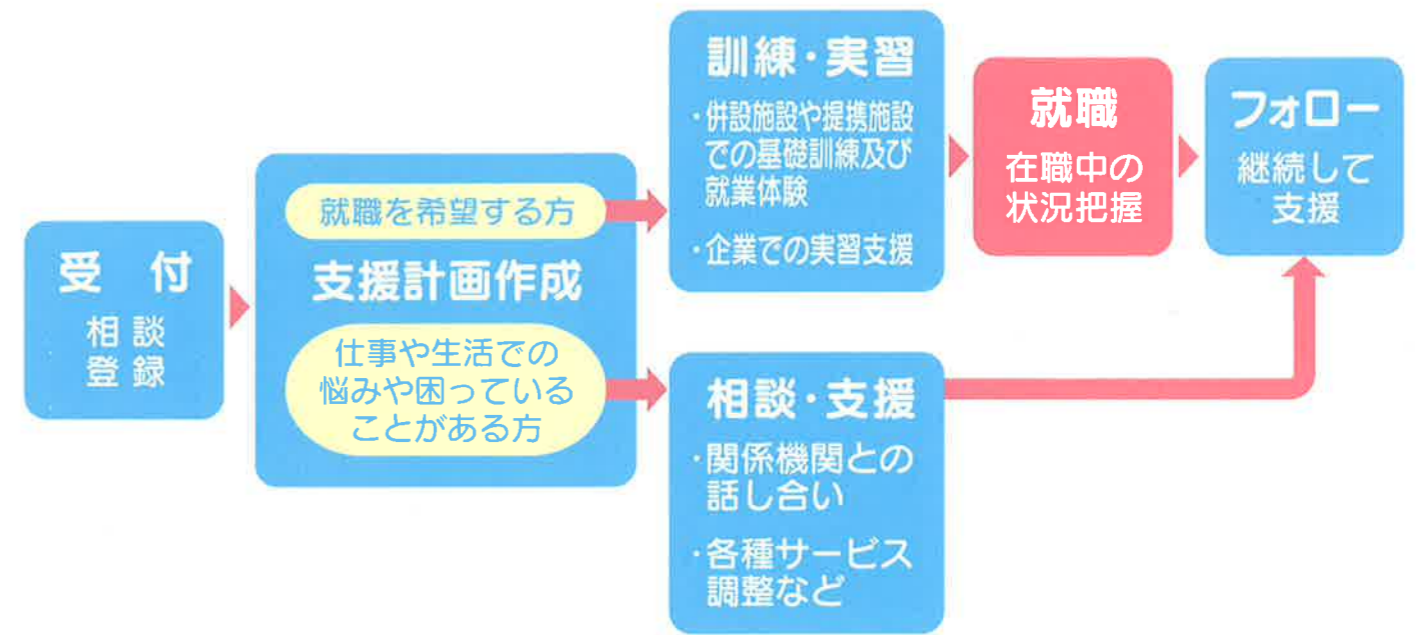 受 付
相談
登録
就職を希望する方
支援計画作成
仕事や生活での
悩みや困っている
ことがある方
訓練・実習
・併設施設や提携施設
での基礎訓練及び
就業体験
・企業での実習支援
就職
在職中の
状況把握
フォロー
継続して
支援
相談・支援
・関係機関との
話し合い
・各種サービス
調整など